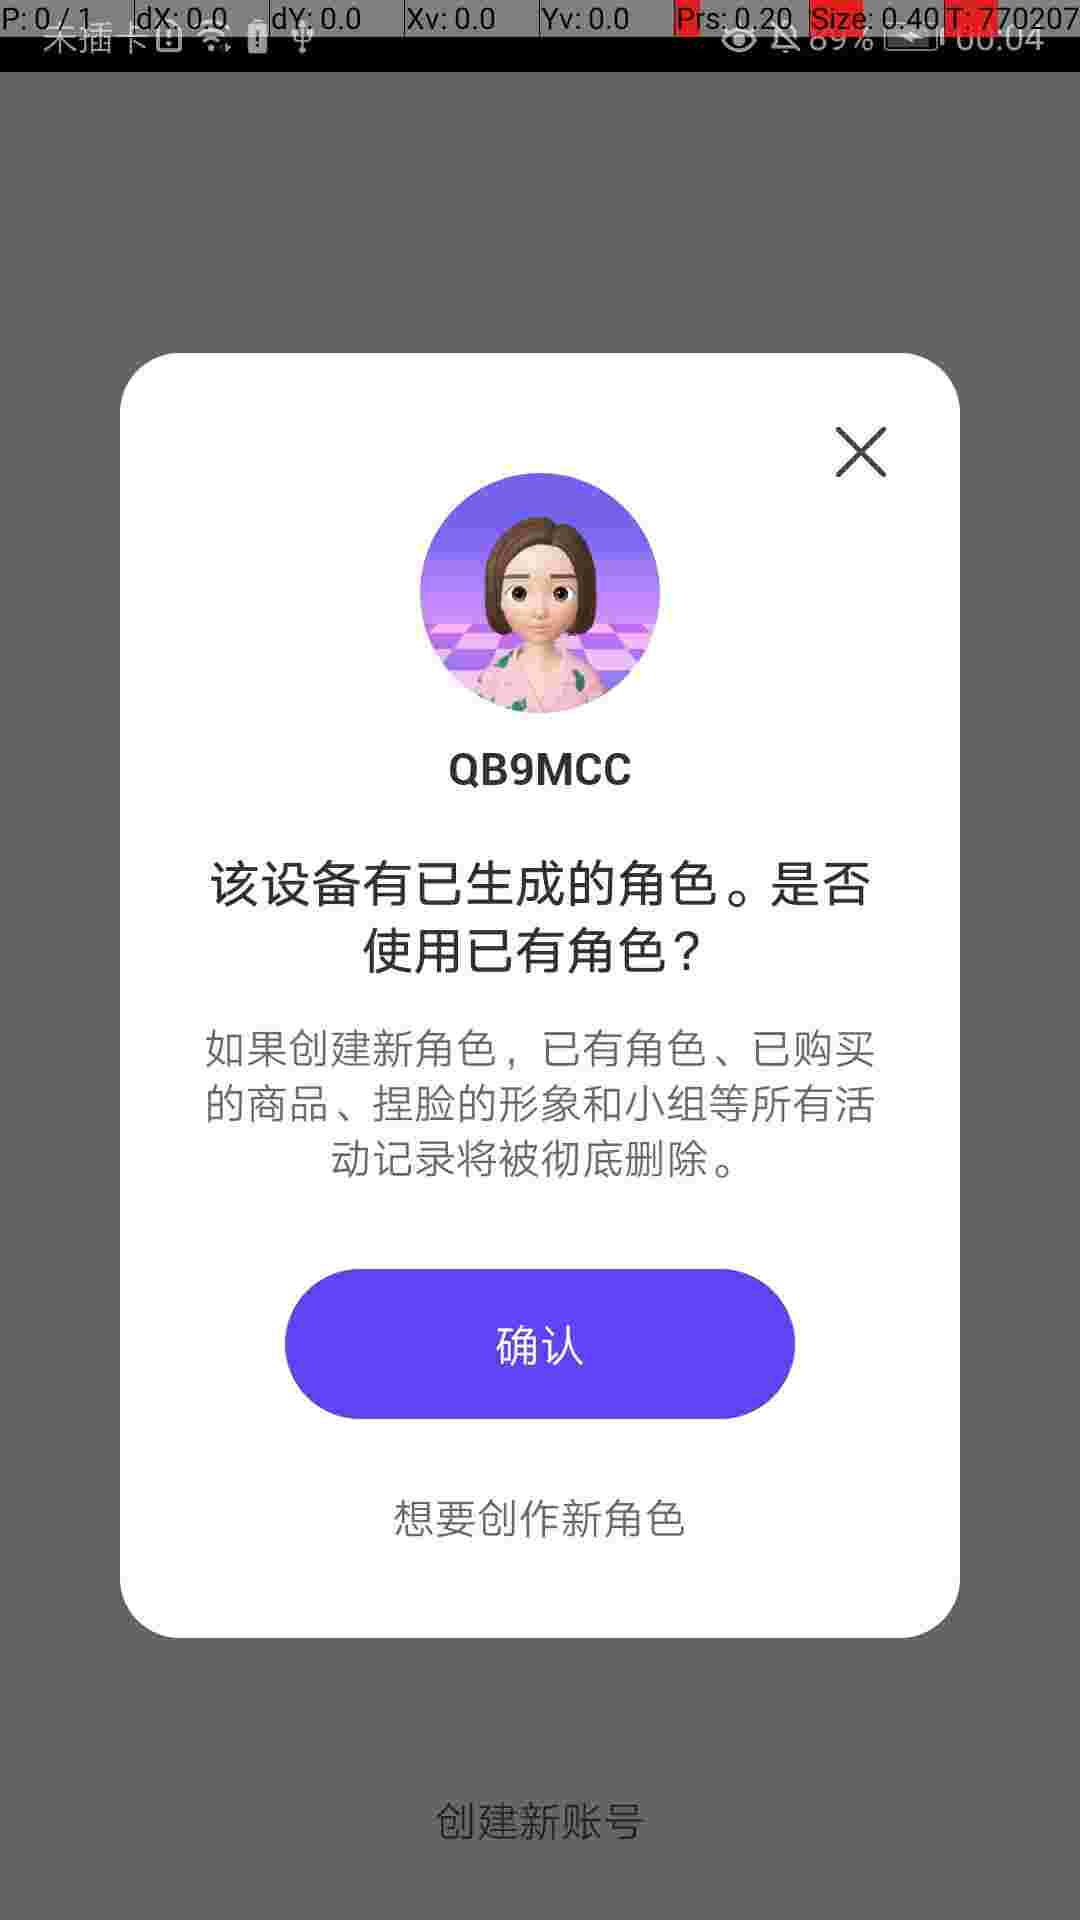 P: 0 / 1 dX: 0.0 dY: 0.0 Xv: 0.0 Yv: 0.0 Prs: 0.20 Size: 0.40 T: 770207
未插卡 89% 00:04
QB9MCC
该设备有已生成的角色。是否
使用已有角色？
如果创建新角色，已有角色、已购买
的商品、捏脸的形象和小组等所有活
动记录将被彻底删除。
确认
想要创作新角色
创建新账号